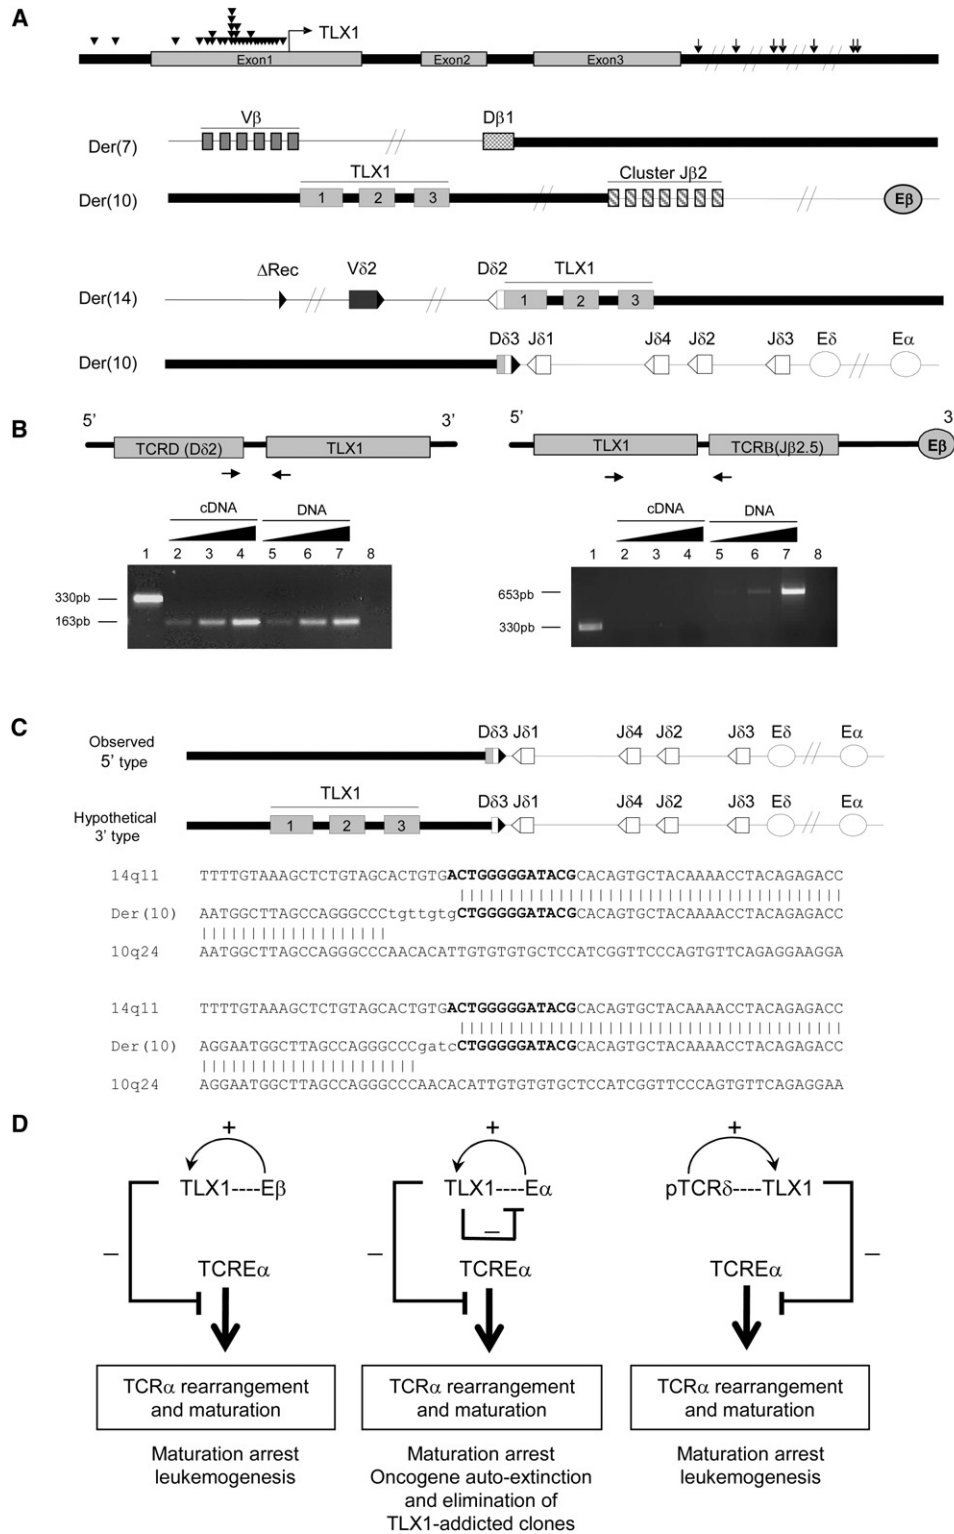 A
TLX1
Exon1
Exon2
Exon3
Vβ
Dβ1
Der(7)
TLX1
Cluster Jβ2
Der(10)
1
2
3
Eβ
ΔRec
Vδ2
Dδ2
TLX1
Der(14)
1
2
3
Dδ3
Jδ1
Jδ4
Jδ2
Jδ3
Eδ
Eα
Der(10)
B
5’
3’
TCRD (Dδ2)
TLX1
cDNA
DNA
1
2
3
4
5
6
7
8
330pb
163pb
5’
3
TLX1
TCRB(Jβ2.5)
Eβ
cDNA
DNA
1
2
3
4
5
6
7
8
653pb
330pb
C
Observed
5’ type
Dδ3
Jδ1
Jδ4
Jδ2
Jδ3
Eδ
Eα
Hypothetical
3’ type
TLX1
1
2
3
Dδ3
Jδ1
Jδ4
Jδ2
Jδ3
Eδ
Eα
14q11 TTTTGTAAAGCTCTGTAGCACTGTGACTGGGGGATACGCACAGTGCTACAAAACCTACAGAGACC
Der(10) AATGGCTTAGCCAGGGCCCtgttgtgCTGGGGGATACGCACAGTGCTACAAAACCTACAGAGACC
10q24 AATGGCTTAGCCAGGGCCCAACACATTGTGTGTGCTCCATCGGTTCCCAGTGTTCAGAGGAAGGA
14q11 TTTTGTAAAGCTCTGTAGCACTGTGACTGGGGGATACGCACAGTGCTACAAAACCTACAGAGACC
Der(10) AGGAATGGCTTAGCCAGGGCCCgatcCTGGGGGATACGCACAGTGCTACAAAACCTACAGAGACC
10q24 AGGAATGGCTTAGCCAGGGCCCAACACATTGTGTGTGCTCCATCGGTTCCCAGTGTTCAGAGGAA
D
+
TLX1----Eβ
–
TCREα
TCRα rearrangement
and maturation
Maturation arrest
leukemogenesis
+
TLX1----Eα
–
–
TCREα
TCRα rearrangement
and maturation
Maturation arrest
Oncogene auto-extinction
and elimination of
TLX1-addicted clones
+
pTCRδ----TLX1
–
TCREα
TCRα rearrangement
and maturation
Maturation arrest
leukemogenesis